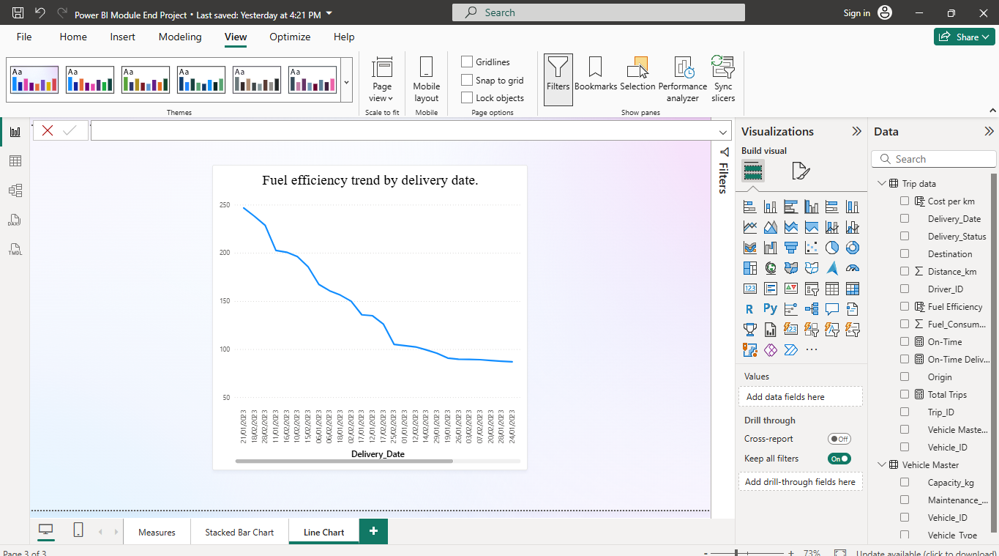 Power BI Module End Project • Last saved: Yesterday at 4:21 PM
Search
Sign in
File Home Insert Modeling View Optimize Help
Share
Aa Aa Aa Aa Aa Aa
Themes
Page view
Scale to fit
Mobile layout
Mobile
Gridlines
Snap to grid
Lock objects
Page options
Filters
Bookmarks
Selection
Performance analyzer
Sync slicers
Show panes
DAX
TMDL
Fuel efficiency trend by delivery date.
250
200
150
100
50
21/01/2023
18/02/2023
28/02/2023
11/01/2023
16/02/2023
10/02/2023
15/02/2023
06/01/2023
06/02/2023
18/01/2023
02/02/2023
17/01/2023
12/01/2023
17/02/2023
25/02/2023
01/01/2023
12/02/2023
14/02/2023
29/01/2023
19/01/2023
26/01/2023
03/02/2023
07/02/2023
20/02/2023
28/01/2023
24/01/2023
Delivery_Date
Filters
Visualizations
Build visual
123
R
Py
123
Values
Add data fields here
Drill through
Cross-report
Off
Keep all filters
On
Add drill-through fields here
Data
Search
Trip data
Cost per km
Delivery_Date
Delivery_Status
Destination
Distance_km
Driver_ID
Fuel Efficiency
Fuel_Consum...
On-Time
On-Time Deliv...
Origin
Total Trips
Trip_ID
Vehicle Maste...
Vehicle_ID
Vehicle Master
Capacity_kg
Maintenance_...
Vehicle_ID
Vehicle_Type
Measures
Stacked Bar Chart
Line Chart
Page 3 of 3
73%
Update available (click to download)